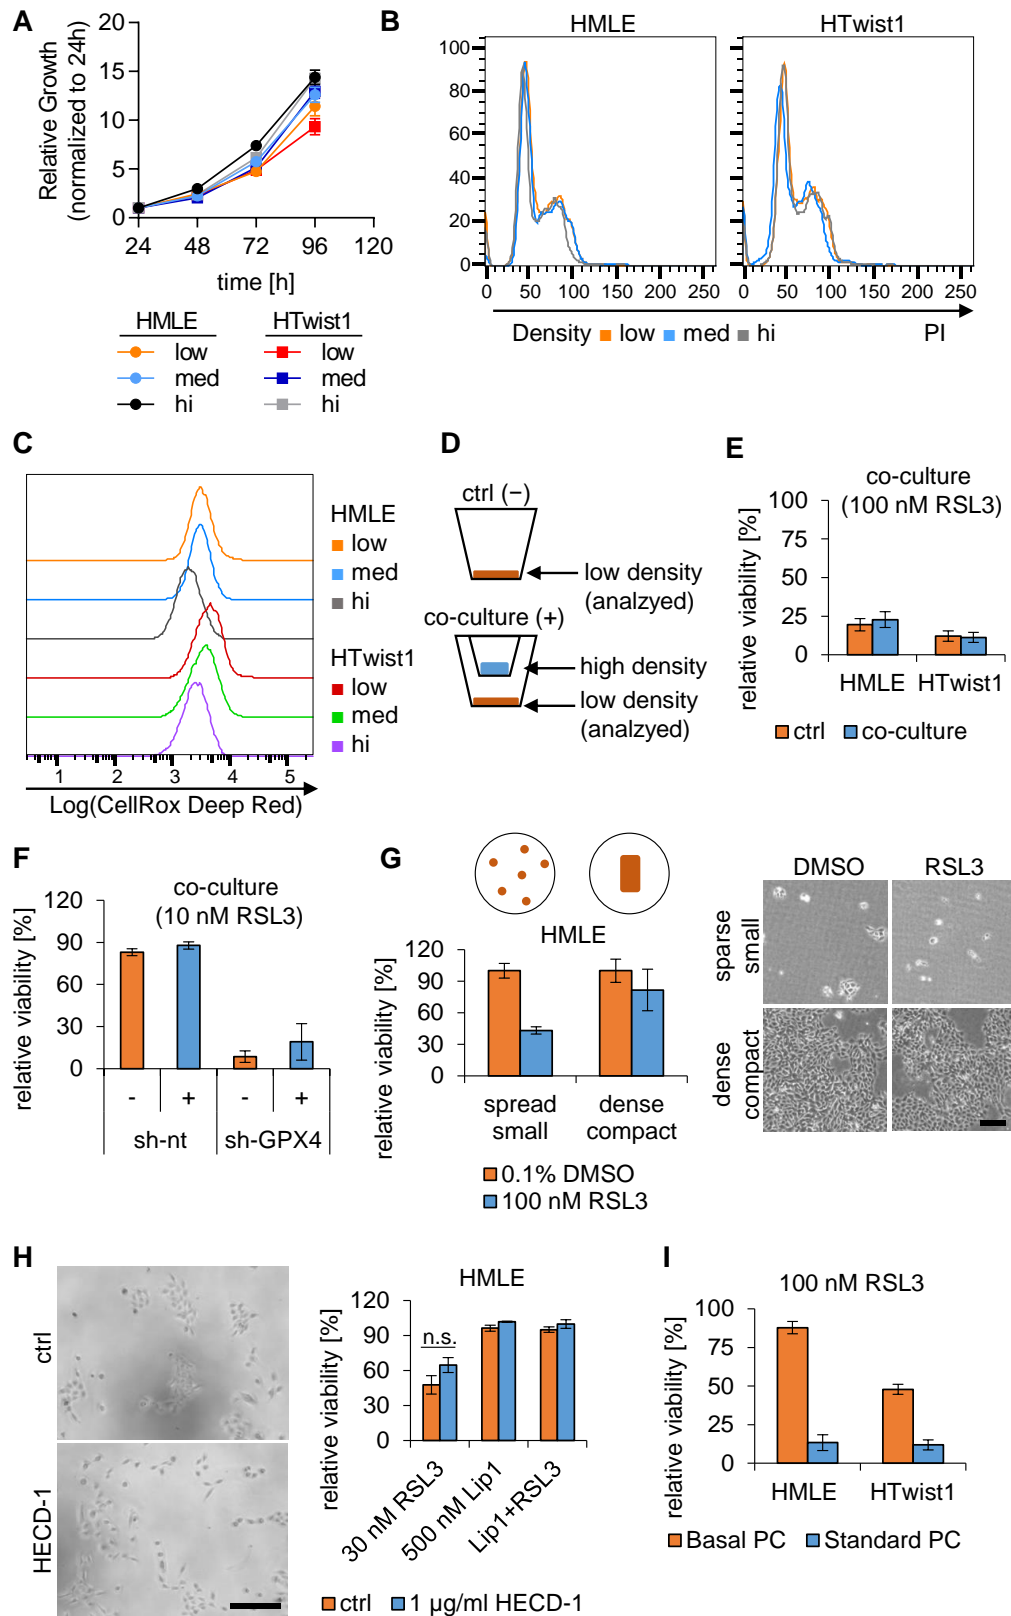 A
Relative Growth
(normalized to 24h)
20
15
10
5
0
24 48 72 96 120
time [h]
HMLE HTwist1
low low
med med
hi hi
B
HMLE HTwist1
100
80
60
40
20
0
0 50 100 150 200 250
0 50 100 150 200 250
Density low med hi PI
C
HMLE
low
med
hi
HTwist1
low
med
hi
1 2 3 4 5
Log(CellRox Deep Red)
D
ctrl (−)
low density
(analzyed)
co-culture (+)
high density
low density
(analzyed)
E
co-culture
(100 nM RSL3)
relative viability [%]
100
75
50
25
0
HMLE HTwist1
ctrl co-culture
F
co-culture
(10 nM RSL3)
relative viability [%]
120
90
60
30
0
- + - +
sh-nt sh-GPX4
G
HMLE
relative viability [%]
120
90
60
30
0
spread
small
dense
compact
0.1% DMSO
100 nM RSL3
DMSO RSL3
sparse
small
dense
compact
H
ctrl
HECD-1
HMLE
relative viability [%]
120
90
60
30
0
n.s.
30 nM RSL3
500 nM Lip1
Lip1+RSL3
ctrl 1 µg/ml HECD-1
I
100 nM RSL3
relative viability [%]
100
75
50
25
0
HMLE HTwist1
Basal PC Standard PC